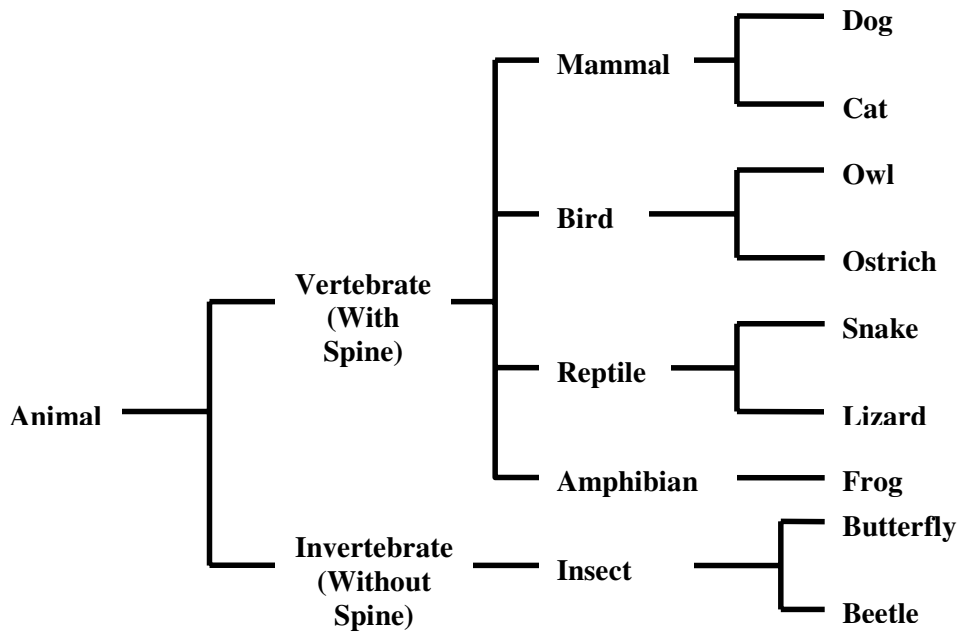 Animal
Vertebrate
(With
Spine)
Invertebrate
(Without
Spine)
Mammal
Bird
Reptile
Amphibian
Insect
Dog
Cat
Owl
Ostrich
Snake
Lizard
Frog
Butterfly
Beetle